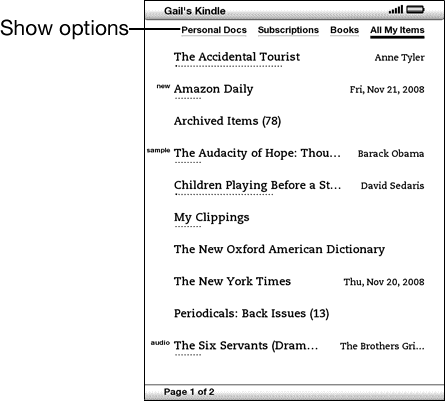 Gail's Kindle
Show options
Personal Docs Subscriptions Books All My Items
The Accidental Tourist Anne Tyler
new Amazon Daily Fri, Nov 21, 2008
Archived Items (78)
sample The Audacity of Hope: Thou... Barack Obama
Children Playing Before a St... David Sedaris
My Clippings
The New Oxford American Dictionary
The New York Times Thu, Nov 20, 2008
Periodicals: Back Issues (13)
audio The Six Servants (Dram... The Brothers Gri...
Page 1 of 2